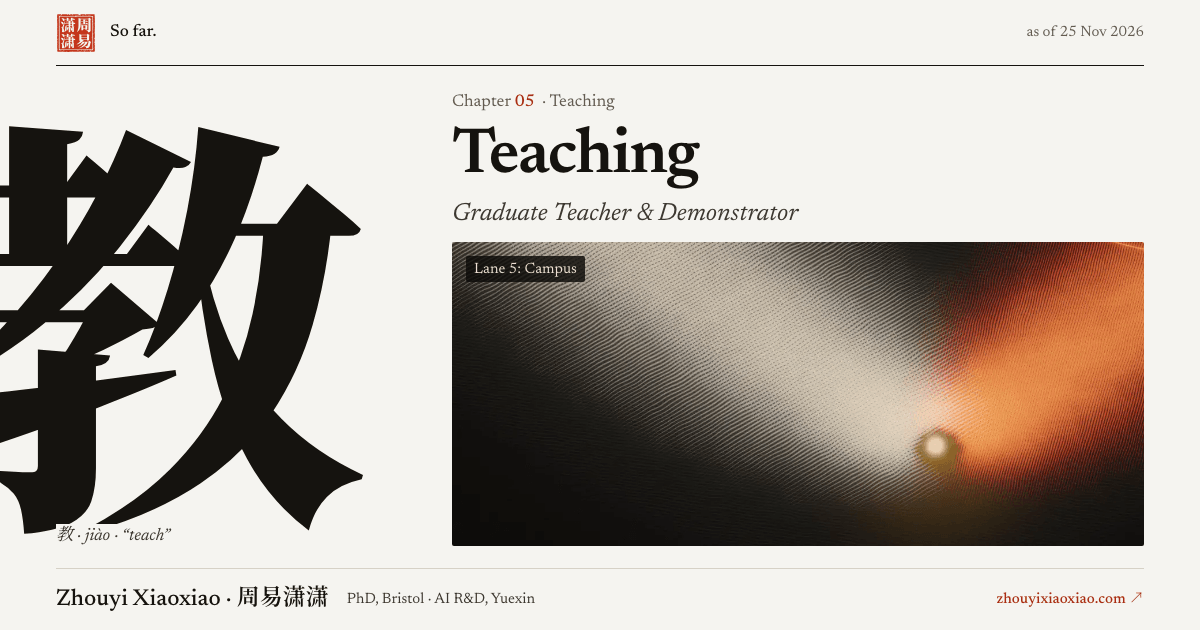 周易潇潇
So far.
as of 25 Nov 2026
Chapter 05 · Teaching
Teaching
Graduate Teacher & Demonstrator
Lane 5: Campus
教
教 · jiào · “teach”
Zhouyi Xiaoxiao · 周易潇潇
PhD, Bristol · AI R&D, Yuexin
zhouyixiaoxiao.com ↗